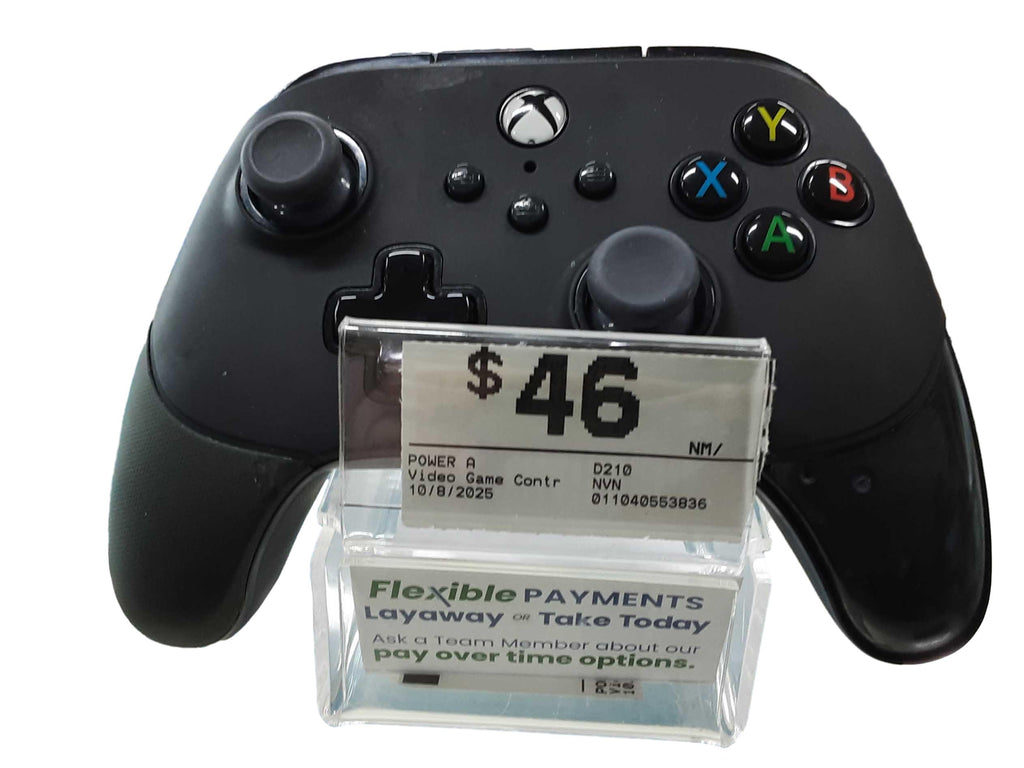 Y
X
B
A
$46
NM/
POWER A
Video Game Contr
10/8/2025
D210
NVN
011040553836
Flexible PAYMENTS
Layaway OR Take Today
Ask a Team Member about our
pay over time options.